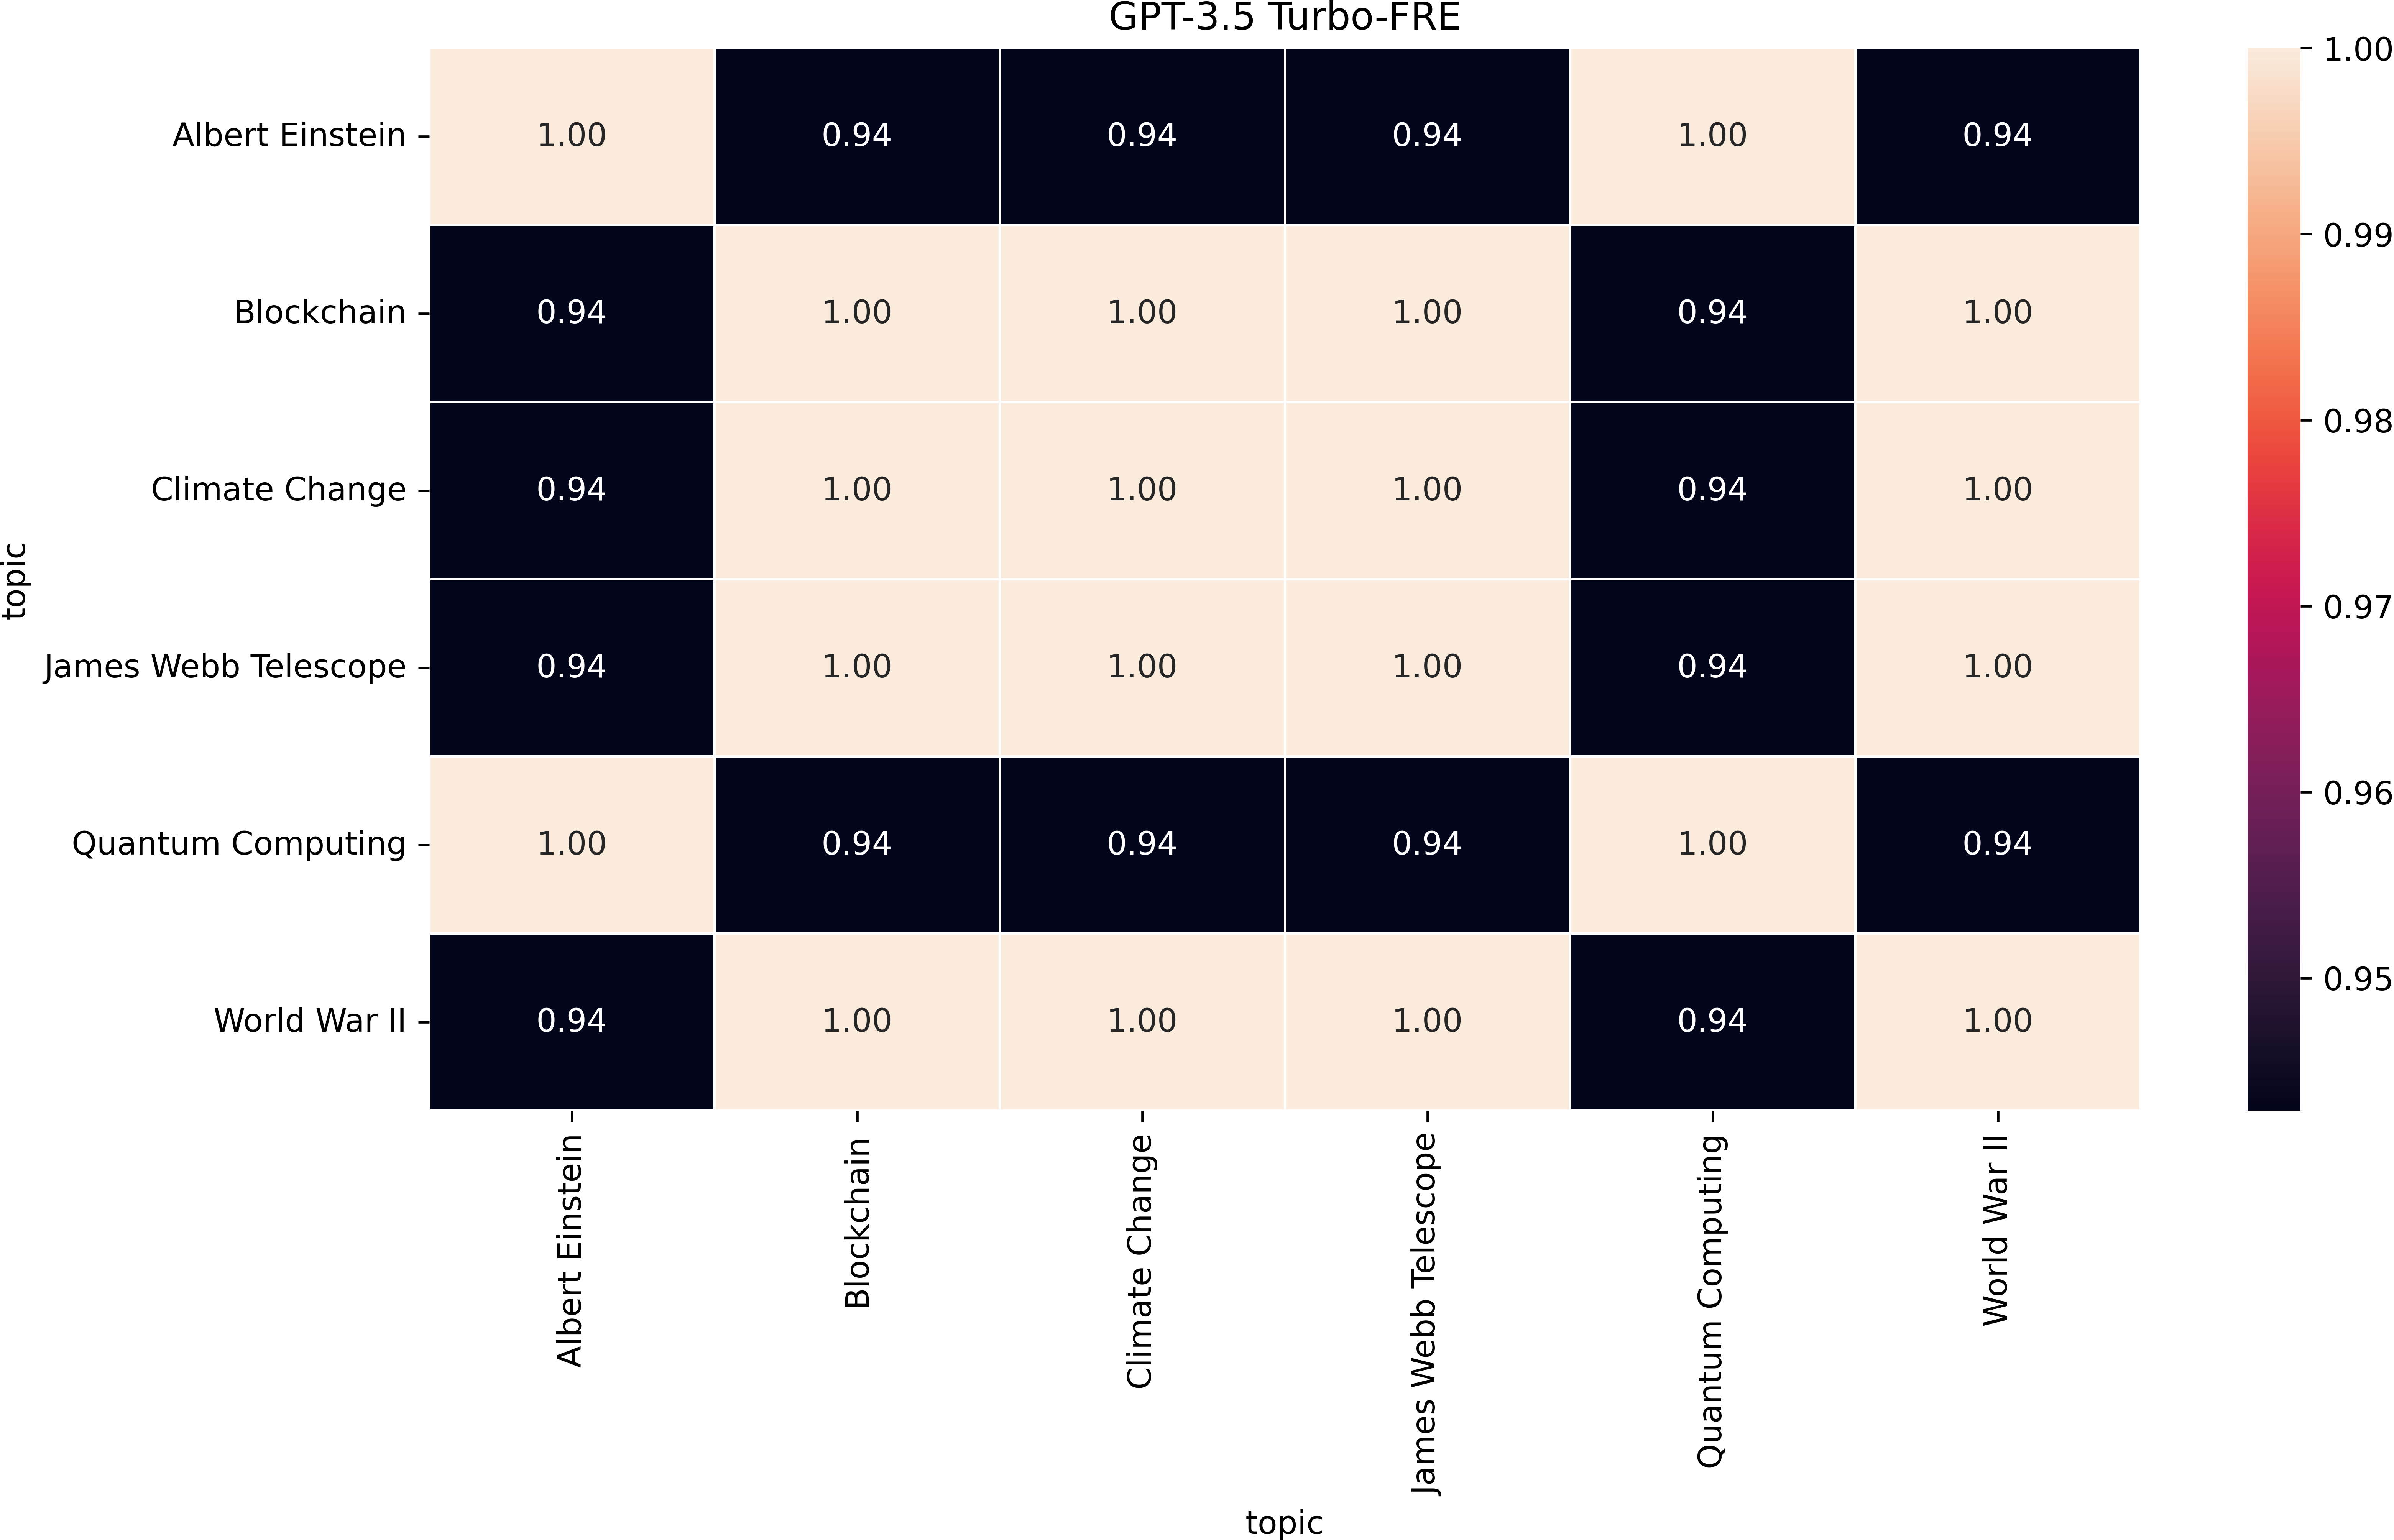 GPT-3.5 Turbo-FRE
Albert Einstein 1.00 0.94 0.94 0.94 1.00 0.94
Blockchain 0.94 1.00 1.00 1.00 0.94 1.00
Climate Change 0.94 1.00 1.00 1.00 0.94 1.00
James Webb Telescope 0.94 1.00 1.00 1.00 0.94 1.00
Quantum Computing 1.00 0.94 0.94 0.94 1.00 0.94
World War II 0.94 1.00 1.00 1.00 0.94 1.00
topic
Albert Einstein
Blockchain
Climate Change
James Webb Telescope
Quantum Computing
World War II
topic
1.00
0.99
0.98
0.97
0.96
0.95